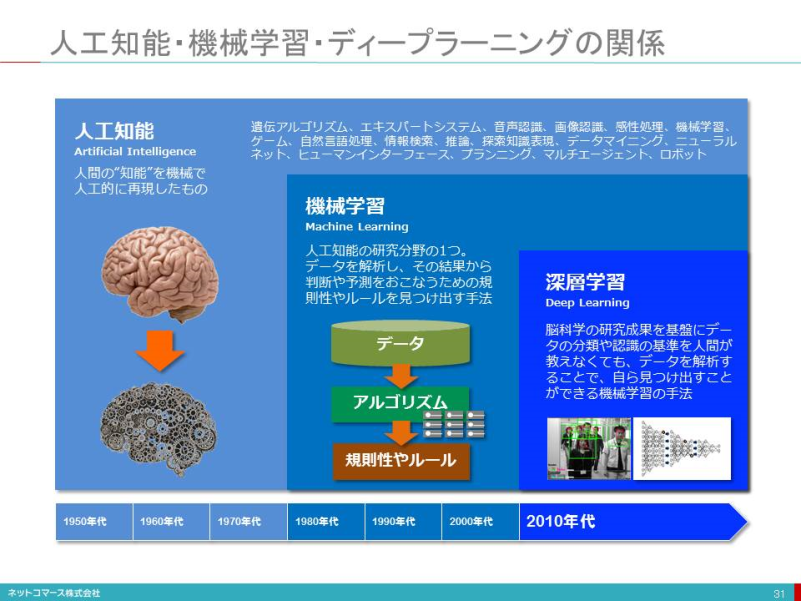 人工知能・機械学習・ディープラーニングの関係
人工知能
Artificial Intelligence
人間の“知能”を機械で
人工的に再現したもの
遺伝アルゴリズム、エキスパートシステム、音声認識、画像認識、感性処理、機械学習、
ゲーム、自然言語処理、情報検索、推論、探索知識表現、データマイニング、ニューラル
ネット、ヒューマンインターフェース、プランニング、マルチエージェント、ロボット
機械学習
Machine Learning
人工知能の研究分野の1つ。
データを解析し、その結果から
判断や予測をおこなうための規
則性やルールを見つけ出す手法
データ
アルゴリズム
規則性やルール
深層学習
Deep Learning
脳科学の研究成果を基盤にデー
タの分類や認識の基準を人間が
教えなくても、データを解析す
ることで、自ら見つけ出すこと
ができる機械学習の手法
1950年代
1960年代
1970年代
1980年代
1990年代
2000年代
2010年代
ネットコマース株式会社
31